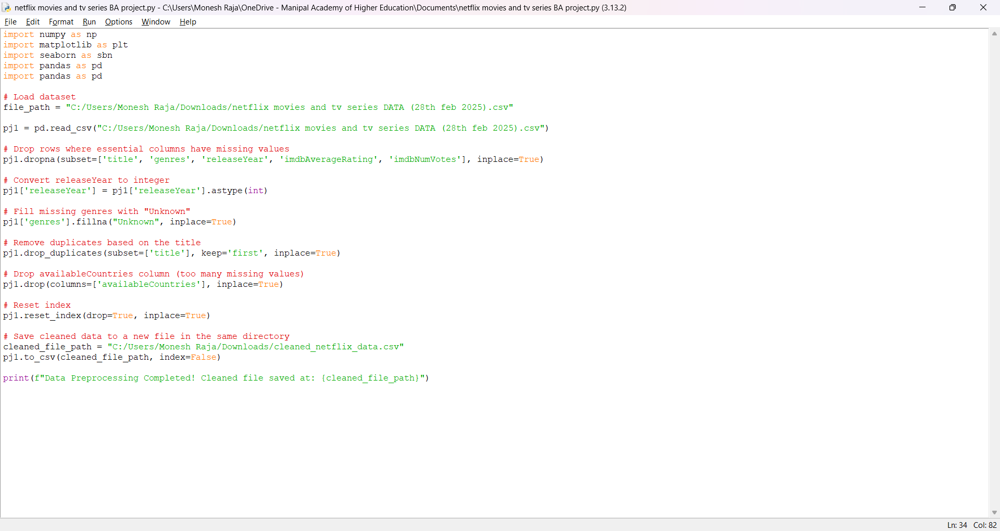 netflix movies and tv series BA project.py - C:\Users\Monesh Raja\OneDrive - Manipal Academy of Higher Education\Documents\netflix movies and tv series BA project.py (3.13.2)
File Edit Format Run Options Window Help
import numpy as np
import matplotlib as plt
import seaborn as sbn
import pandas as pd
import pandas as pd
# Load dataset
file_path = "C:/Users/Monesh Raja/Downloads/netflix movies and tv series DATA (28th feb 2025).csv"
pj1 = pd.read_csv("C:/Users/Monesh Raja/Downloads/netflix movies and tv series DATA (28th feb 2025).csv")
# Drop rows where essential columns have missing values
pj1.dropna(subset=['title', 'genres', 'releaseYear', 'imdbAverageRating', 'imdbNumVotes'], inplace=True)
# Convert releaseYear to integer
pj1['releaseYear'] = pj1['releaseYear'].astype(int)
# Fill missing genres with "Unknown"
pj1['genres'].fillna("Unknown", inplace=True)
# Remove duplicates based on the title
pj1.drop_duplicates(subset=['title'], keep='first', inplace=True)
# Drop availableCountries column (too many missing values)
pj1.drop(columns=['availableCountries'], inplace=True)
# Reset index
pj1.reset_index(drop=True, inplace=True)
# Save cleaned data to a new file in the same directory
cleaned_file_path = "C:/Users/Monesh Raja/Downloads/cleaned_netflix_data.csv"
pj1.to_csv(cleaned_file_path, index=False)
print(f"Data Preprocessing Completed! Cleaned file saved at: {cleaned_file_path}")
Ln: 34 Col: 82